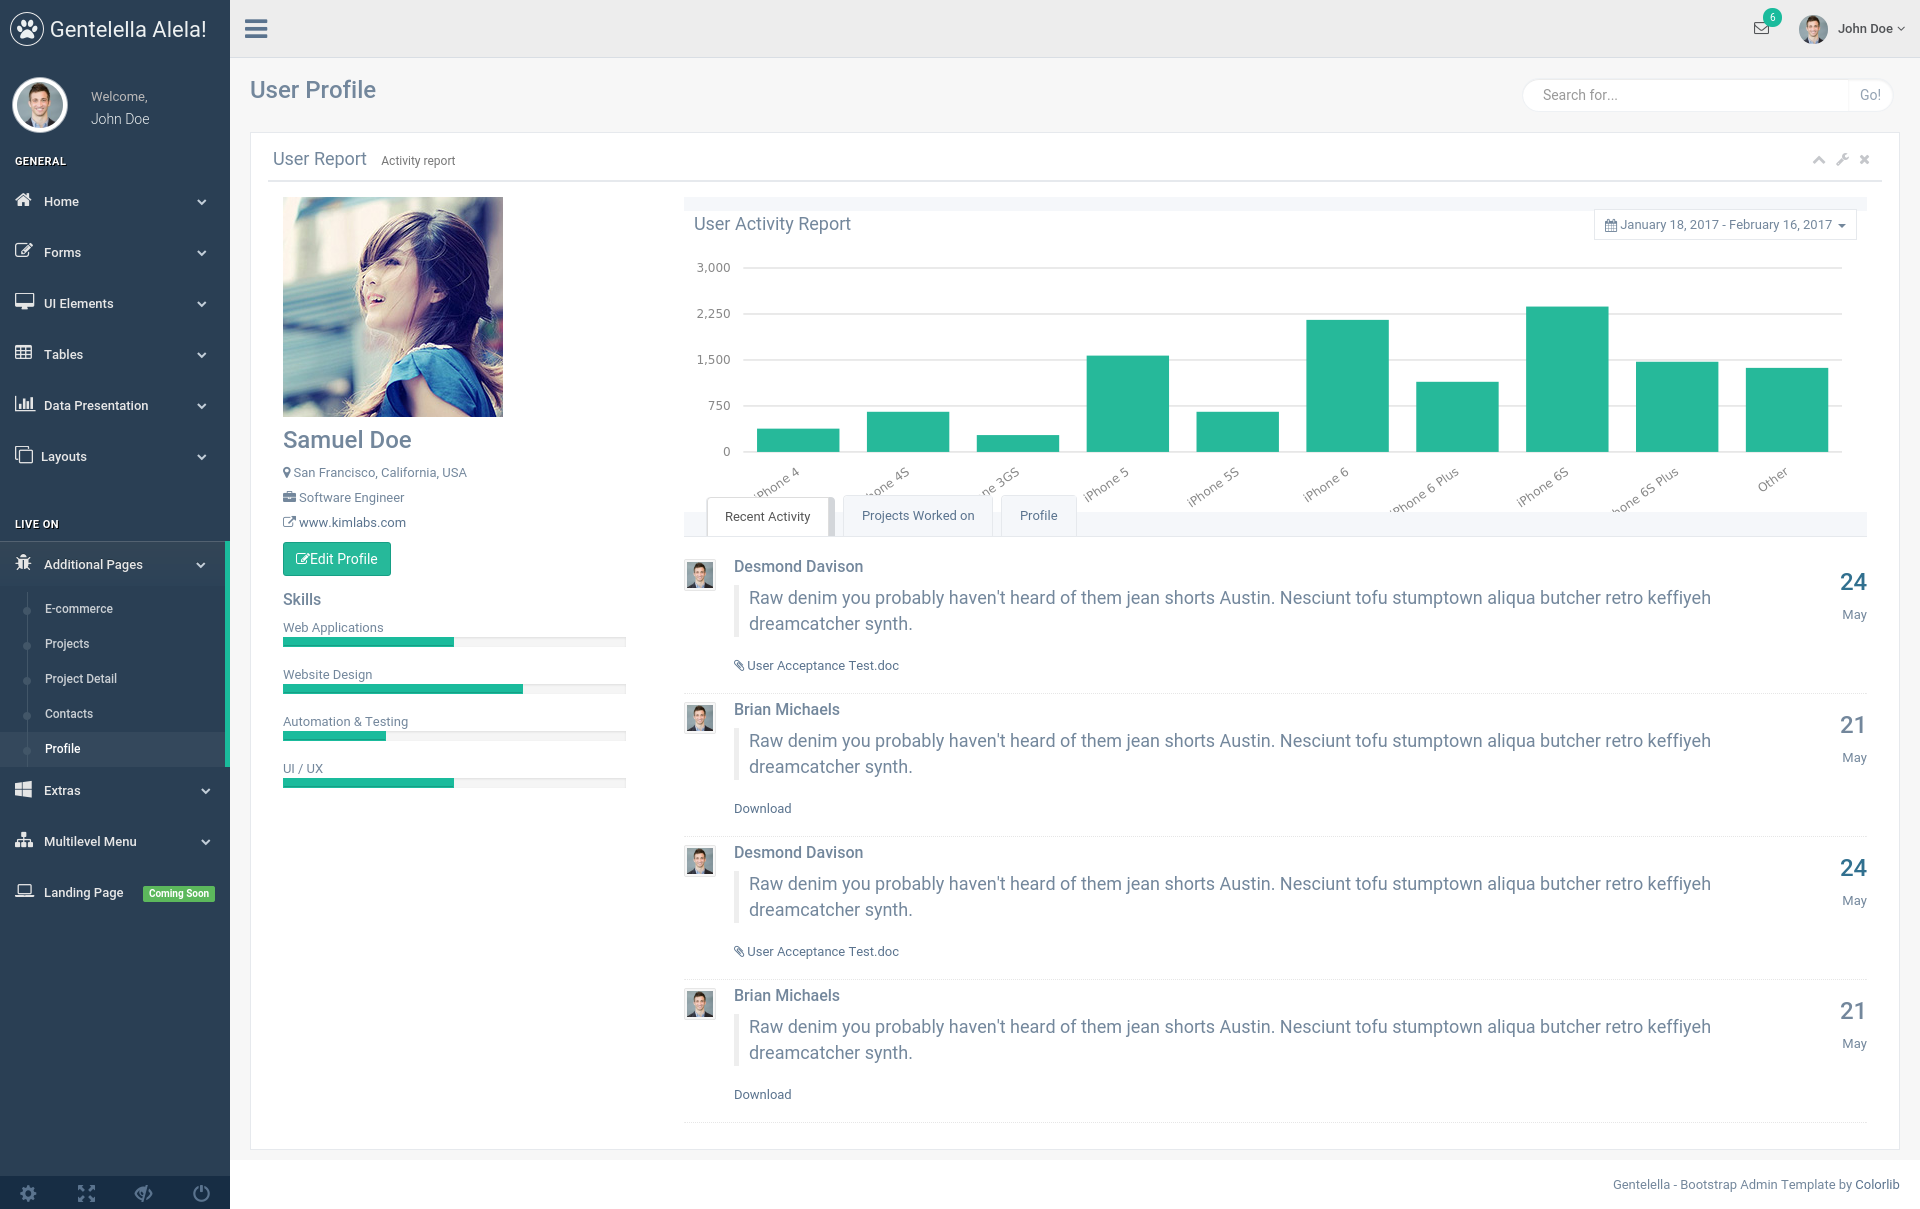 Gentelella Alela!
Welcome,
John Doe
GENERAL
Home
Forms
UI Elements
Tables
Data Presentation
Layouts
LIVE ON
Additional Pages
E-commerce
Projects
Project Detail
Contacts
Profile
Extras
Multilevel Menu
Landing Page Coming Soon
6
John Doe
User Profile
Search for... Go!
User Report Activity report
Samuel Doe
San Francisco, California, USA
Software Engineer
www.kimlabs.com
Edit Profile
Skills
Web Applications
Website Design
Automation & Testing
UI / UX
User Activity Report
January 18, 2017 - February 16, 2017
3,000
2,250
1,500
750
0
Phone 4
one 4S
ne 3GS
iPhone 5
iPhone 5S
iPhone 6
Phone 6 Plus
iPhone 6S
one 6S Plus
Other
Recent Activity Projects Worked on Profile
Desmond Davison
Raw denim you probably haven't heard of them jean shorts Austin. Nesciunt tofu stumptown aliqua butcher retro keffiyeh
dreamcatcher synth.
User Acceptance Test.doc
24
May
Brian Michaels
Raw denim you probably haven't heard of them jean shorts Austin. Nesciunt tofu stumptown aliqua butcher retro keffiyeh
dreamcatcher synth.
Download
21
May
Desmond Davison
Raw denim you probably haven't heard of them jean shorts Austin. Nesciunt tofu stumptown aliqua butcher retro keffiyeh
dreamcatcher synth.
User Acceptance Test.doc
24
May
Brian Michaels
Raw denim you probably haven't heard of them jean shorts Austin. Nesciunt tofu stumptown aliqua butcher retro keffiyeh
dreamcatcher synth.
Download
21
May
Gentelella - Bootstrap Admin Template by Colorlib